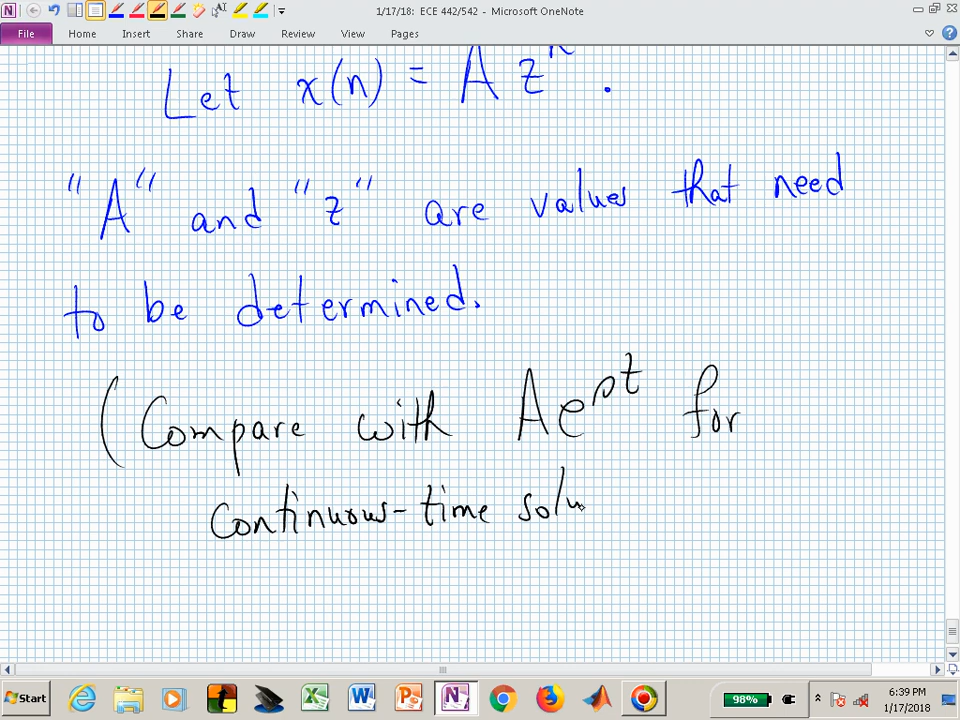 1/17/18: ECE 442/542 - Microsoft OneNote
File Home Insert Share Draw Review View Pages
Let x(n) = A z^n .
"A" and "z" are values that need
to be determined.
(Compare with Ae^st for
continuous-time solu
Start
98%
6:39 PM
1/17/2018